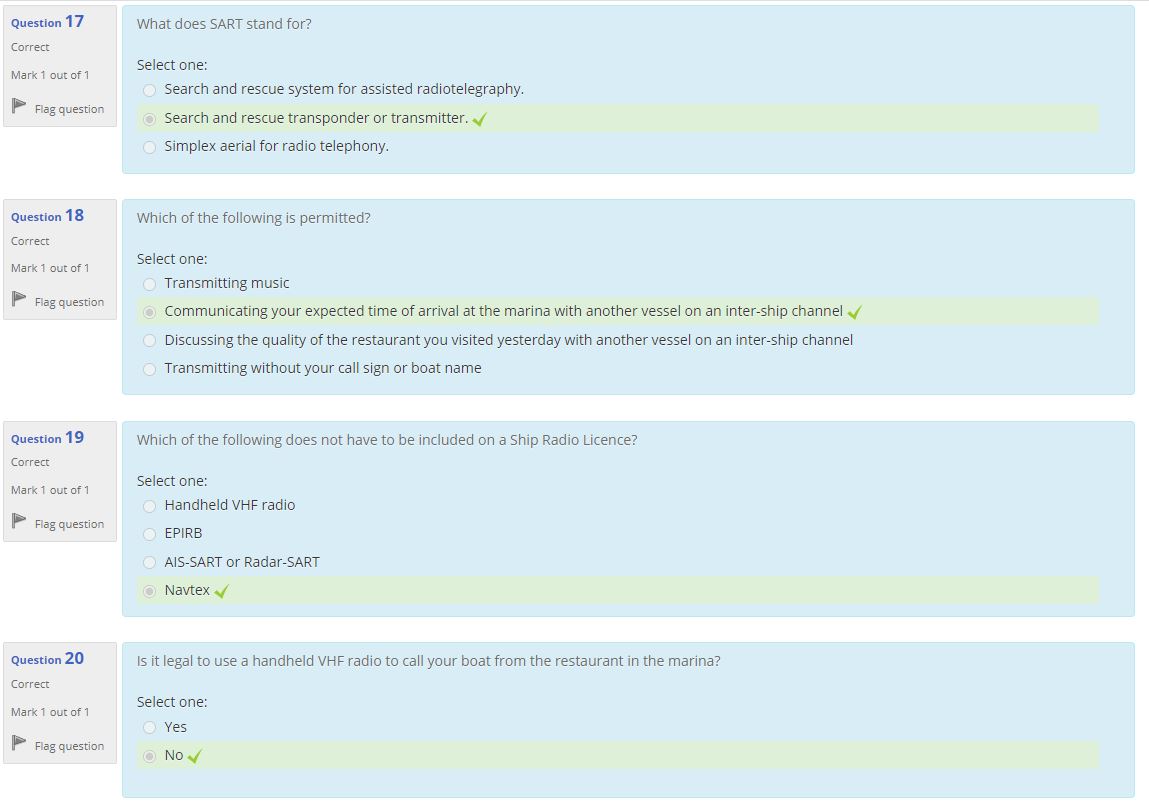 Question 17
Correct
Mark 1 out of 1
Flag question
What does SART stand for?
Select one:
Search and rescue system for assisted radiotelegraphy.
Search and rescue transponder or transmitter.
Simplex aerial for radio telephony.
Question 18
Correct
Mark 1 out of 1
Flag question
Which of the following is permitted?
Select one:
Transmitting music
Communicating your expected time of arrival at the marina with another vessel on an inter-ship channel
Discussing the quality of the restaurant you visited yesterday with another vessel on an inter-ship channel
Transmitting without your call sign or boat name
Question 19
Correct
Mark 1 out of 1
Flag question
Which of the following does not have to be included on a Ship Radio Licence?
Select one:
Handheld VHF radio
EPIRB
AIS-SART or Radar-SART
Navtex
Question 20
Correct
Mark 1 out of 1
Flag question
Is it legal to use a handheld VHF radio to call your boat from the restaurant in the marina?
Select one:
Yes
No